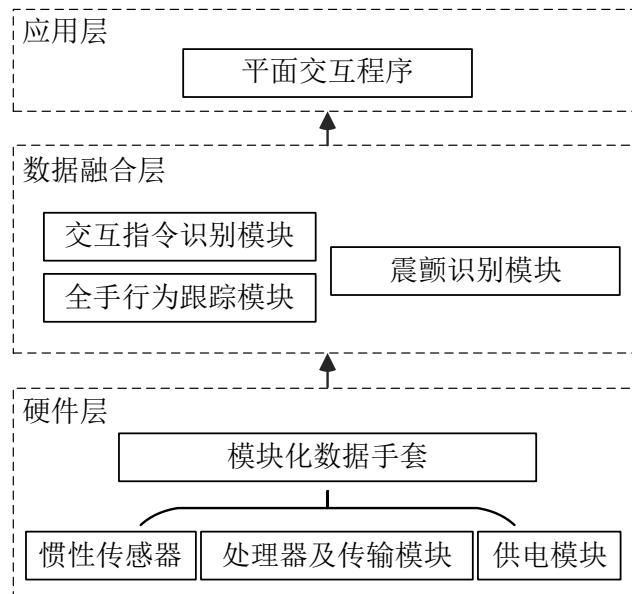 应用层
平面交互程序
数据融合层
交互指令识别模块
全手行为跟踪模块
震颤识别模块
硬件层
模块化数据手套
惯性传感器
处理器及传输模块
供电模块